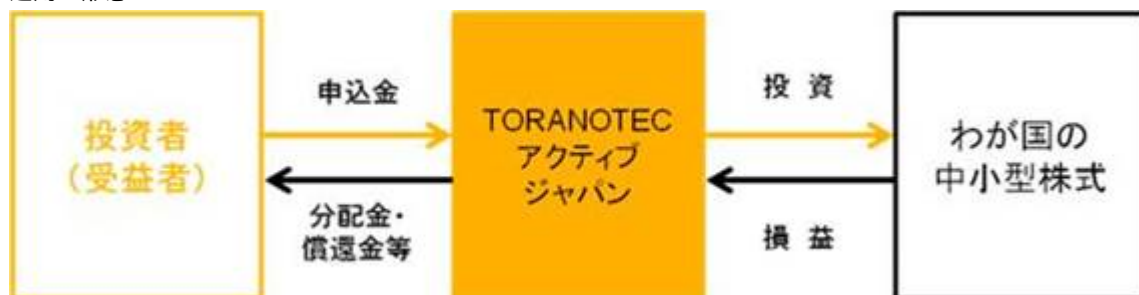 投資者
（受益者）
申込金
分配金・
償還金等
TORANOTEC
アクティブ
ジャパン
投 資
損 益
わが国の
中小型株式